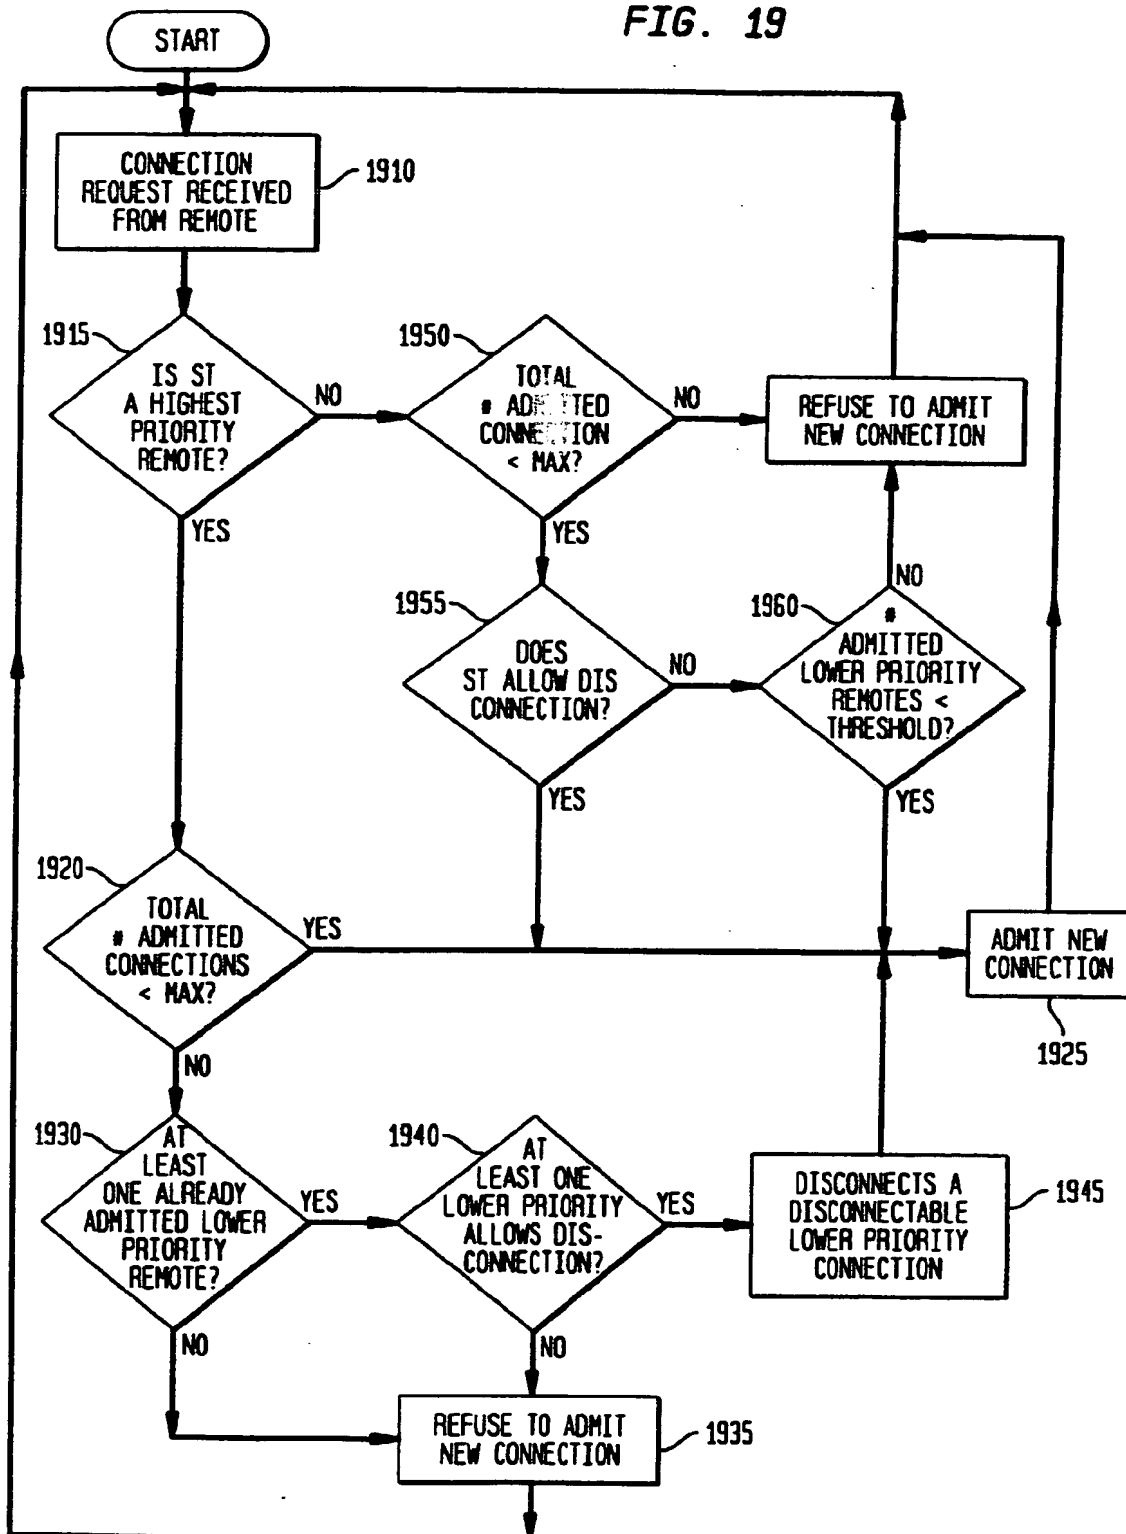 FIG. 19
START
CONNECTION
REQUEST RECEIVED
FROM REMOTE
1910
1915
IS ST
A HIGHEST
PRIORITY
REMOTE?
NO
YES
1950
TOTAL
# ADMITTED
CONNECTION
< MAX?
NO
YES
REFUSE TO ADMIT
NEW CONNECTION
1955
DOES
ST ALLOW DIS
CONNECTION?
NO
YES
1960
#
ADMITTED
LOWER PRIORITY
REMOTES <
THRESHOLD?
NO
YES
1920
TOTAL
# ADMITTED
CONNECTIONS
< MAX?
YES
NO
ADMIT NEW
CONNECTION
1925
1930
AT
LEAST
ONE ALREADY
ADMITTED LOWER
PRIORITY
REMOTE?
YES
NO
1940
AT
LEAST ONE
LOWER PRIORITY
ALLOWS DIS-
CONNECTION?
YES
NO
DISCONNECTS A
DISCONNECTABLE
LOWER PRIORITY
CONNECTION
1945
REFUSE TO ADMIT
NEW CONNECTION
1935